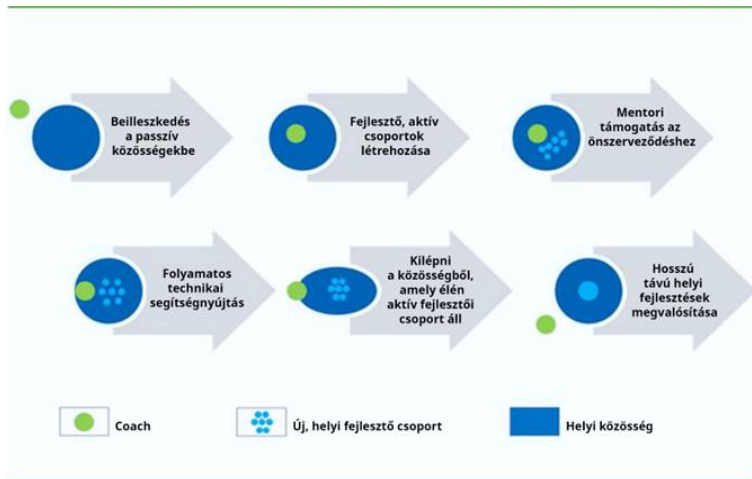 Beilleszkedés
a passzív
közösségekbe
Fejlesztő, aktív
csoportok
létrehozása
Mentori
támogatás az
önszerveződéshez
Folyamatos
technikai
segítségnyújtás
Kilépni
a közösségből,
amely élén
aktív fejlesztői
csoport áll
Hosszú
távú helyi
fejlesztések
megvalósítása
Coach
Új, helyi fejlesztő csoport
Helyi közösség